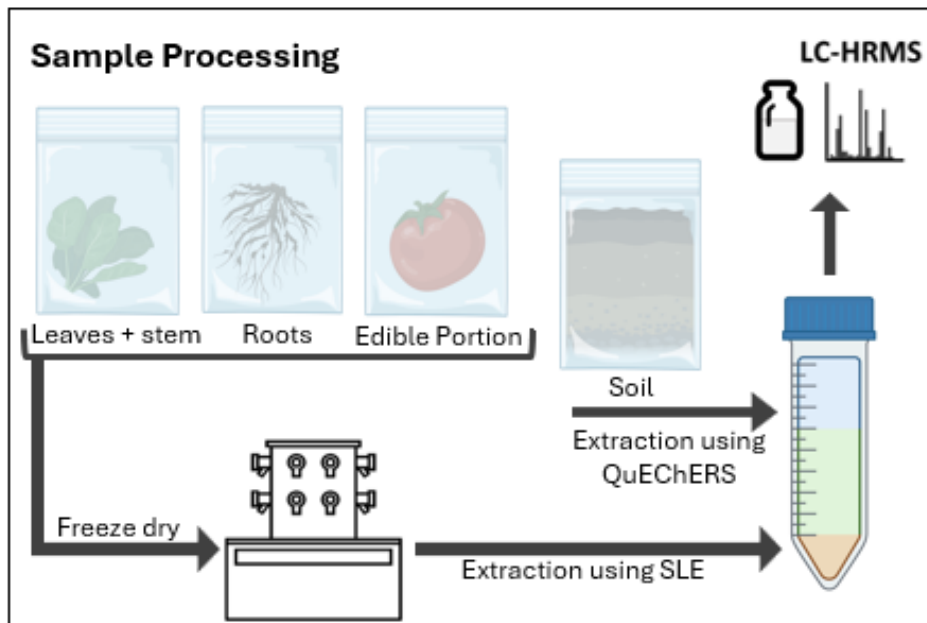 Sample Processing
LC-HRMS
Leaves + stem
Roots
Edible Portion
Soil
Extraction using
QuEChERS
Freeze dry
Extraction using SLE